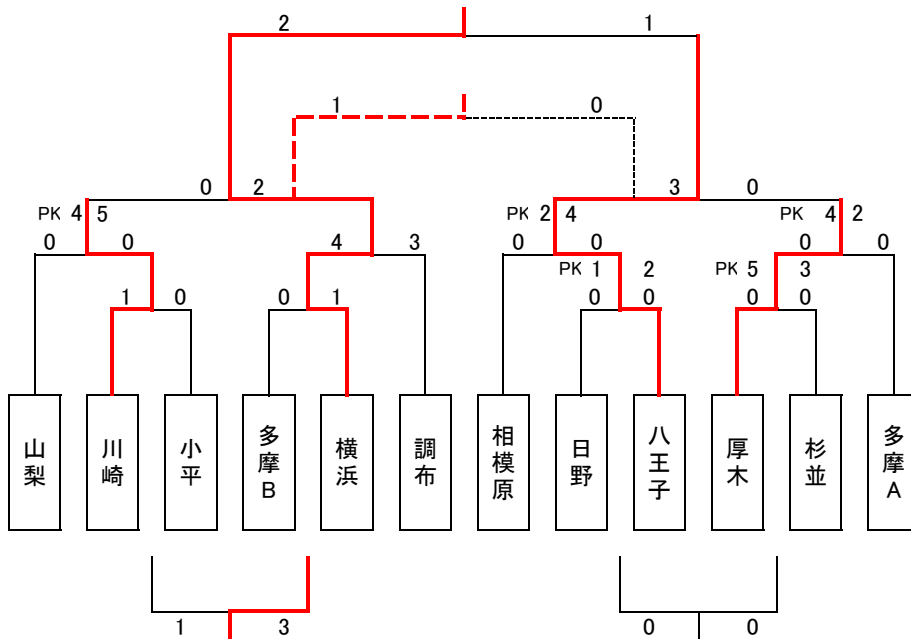 2 1
1 0
0 2 3 0
PK 4 5 PK 2 4 PK 4 2
0 0 4 3 0 0 0 0
PK 1 2 PK 5 3
1 0 0 1 0 0 0 0
山梨
川崎
小平
多摩B
横浜
調布
相模原
日野
八王子
厚木
杉並
多摩A
1 3 0 0